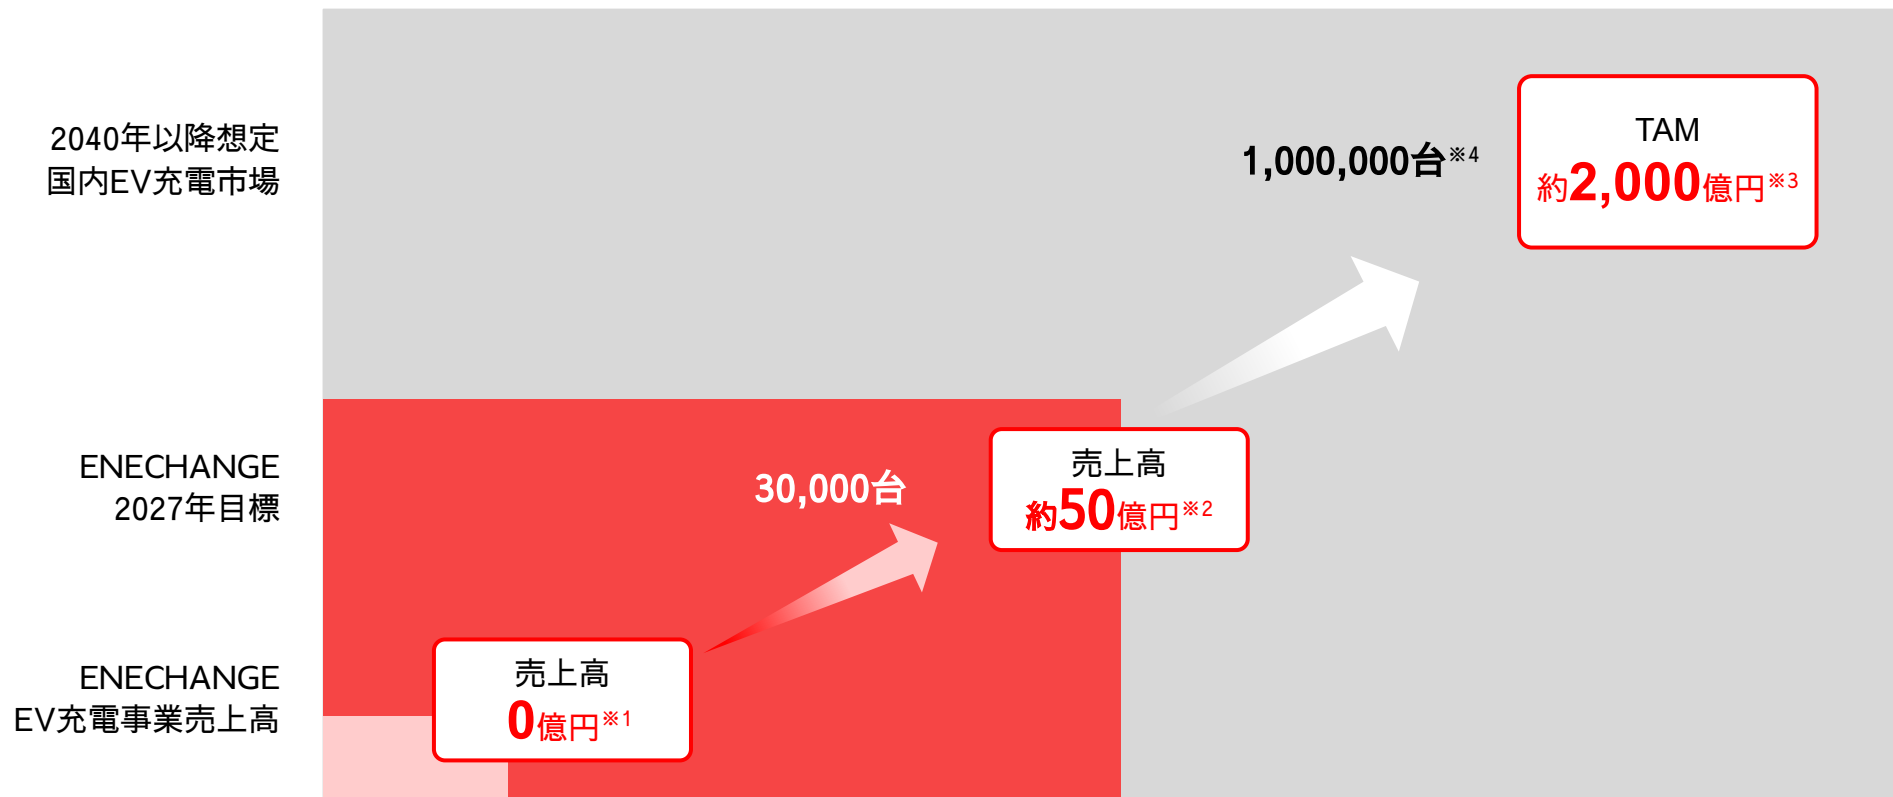 2040年以降想定
国内EV充電市場
1,000,000台※4
TAM
約2,000億円※3
ENECHANGE
2027年目標
30,000台
売上高
約50億円※2
ENECHANGE
EV充電事業売上高
売上高
0億円※1